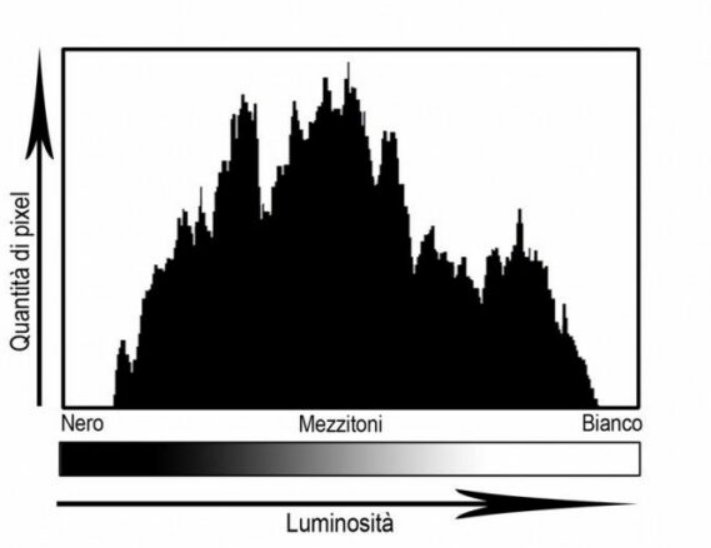 Quantità di pixel
Nero
Mezzitoni
Bianco
Luminosità